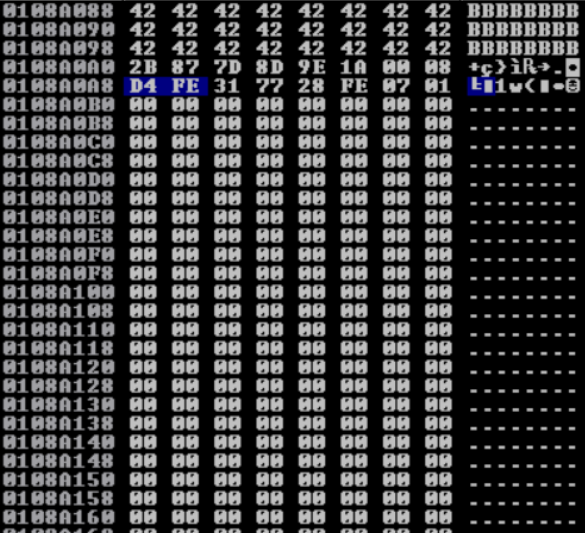 0108A088 42 42 42 42 42 42 42 42 BBBBBBBB
0108A090 42 42 42 42 42 42 42 42 BBBBBBBB
0108A098 42 42 42 42 42 42 42 42 BBBBBBBB
0108A0A0 2B 87 7D 8D 9E 1A 00 08 +ç}ì₧→.◘
0108A0A8 D4 FE 31 77 28 FE 07 01 ╘■1w(■•☺
0108A0B0 00 00 00 00 00 00 00 00 ........
0108A0B8 00 00 00 00 00 00 00 00 ........
0108A0C0 00 00 00 00 00 00 00 00 ........
0108A0C8 00 00 00 00 00 00 00 00 ........
0108A0D0 00 00 00 00 00 00 00 00 ........
0108A0D8 00 00 00 00 00 00 00 00 ........
0108A0E0 00 00 00 00 00 00 00 00 ........
0108A0E8 00 00 00 00 00 00 00 00 ........
0108A0F0 00 00 00 00 00 00 00 00 ........
0108A0F8 00 00 00 00 00 00 00 00 ........
0108A100 00 00 00 00 00 00 00 00 ........
0108A108 00 00 00 00 00 00 00 00 ........
0108A110 00 00 00 00 00 00 00 00 ........
0108A118 00 00 00 00 00 00 00 00 ........
0108A120 00 00 00 00 00 00 00 00 ........
0108A128 00 00 00 00 00 00 00 00 ........
0108A130 00 00 00 00 00 00 00 00 ........
0108A138 00 00 00 00 00 00 00 00 ........
0108A140 00 00 00 00 00 00 00 00 ........
0108A148 00 00 00 00 00 00 00 00 ........
0108A150 00 00 00 00 00 00 00 00 ........
0108A158 00 00 00 00 00 00 00 00 ........
0108A160 00 00 00 00 00 00 00 00 ........